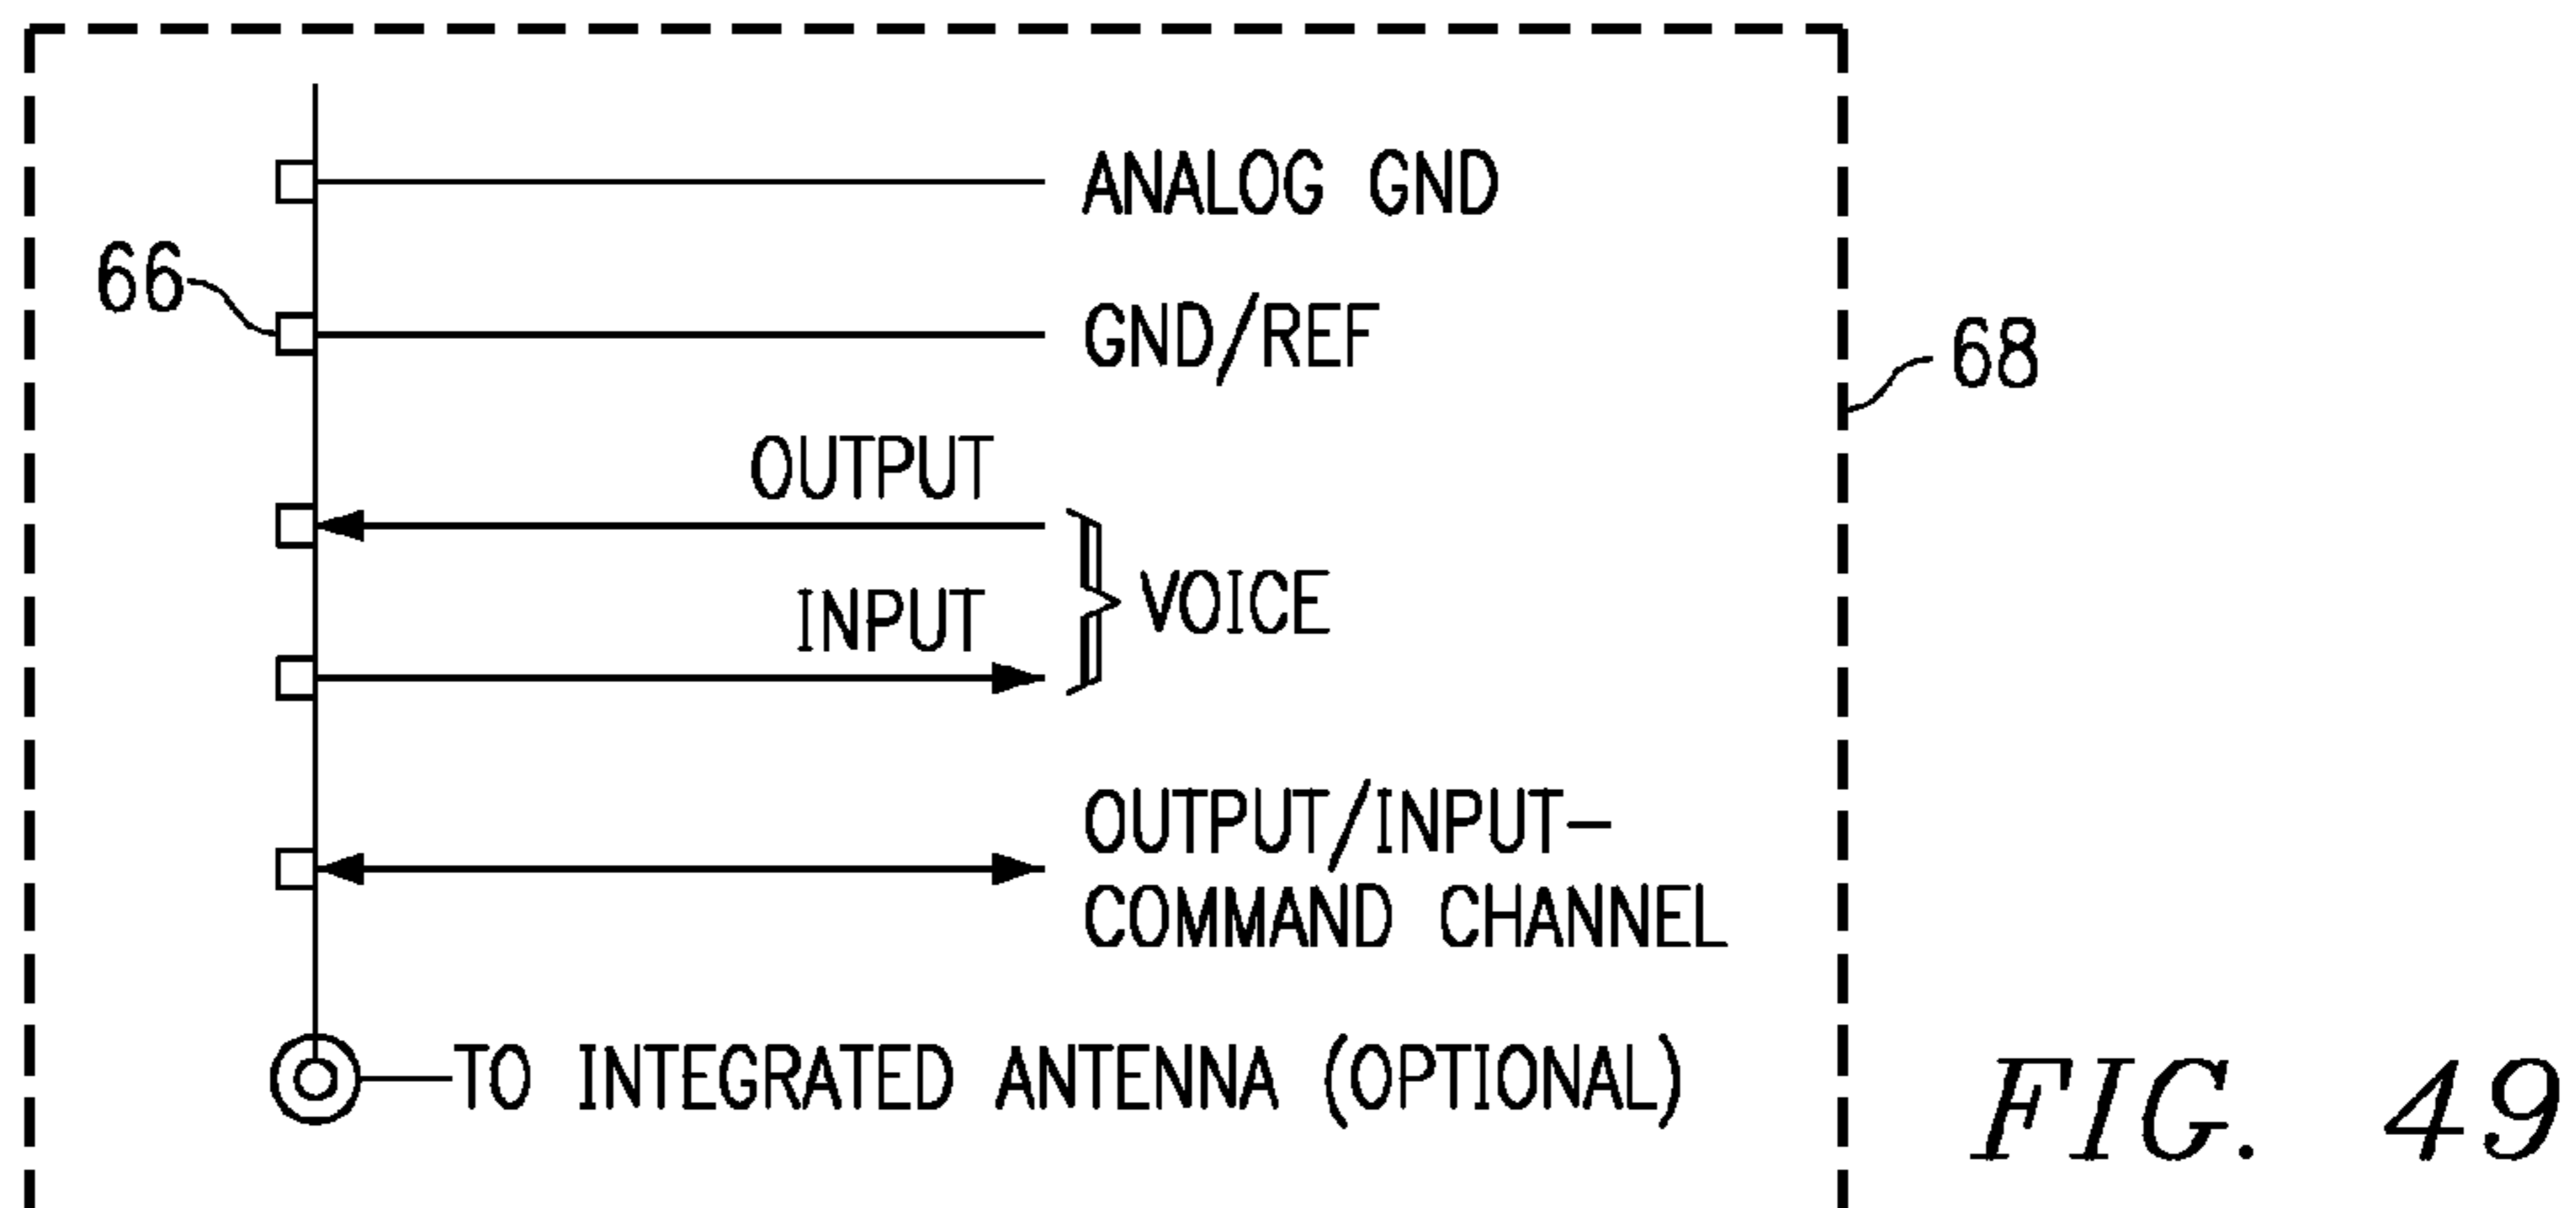 ANALOG GND
66
GND/REF
68
OUTPUT
INPUT
VOICE
OUTPUT/INPUT-
COMMAND CHANNEL
TO INTEGRATED ANTENNA (OPTIONAL)
FIG. 49